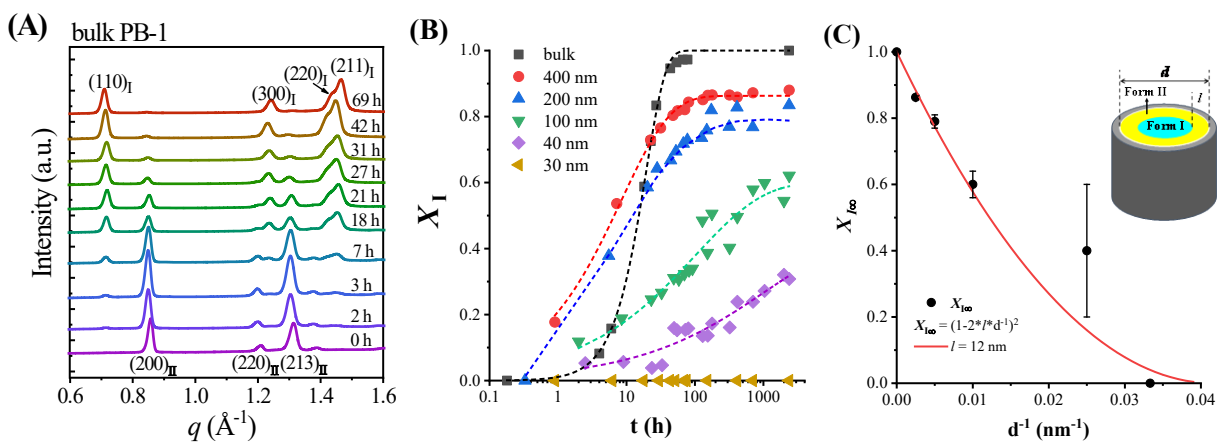 (A)
bulk PB-1
Intensity (a.u.)
(110)I
(300)I
(220)I
(211)I
69 h
42 h
31 h
27 h
21 h
18 h
7 h
3 h
2 h
0 h
(200)II
(220)II
(213)II
0.6 0.8 1.0 1.2 1.4 1.6
q (Å-1)
(B)
XI
1.0
0.8
0.6
0.4
0.2
0.0
bulk
400 nm
200 nm
100 nm
40 nm
30 nm
0.1 1 10 100 1000
t (h)
(C)
XI∞
1.0
0.8
0.6
0.4
0.2
0.0
d
Form II
l
Form I
XI∞
XI∞ = (1-2*l*d-1)2
l = 12 nm
0.00 0.01 0.02 0.03 0.04
d-1 (nm-1)